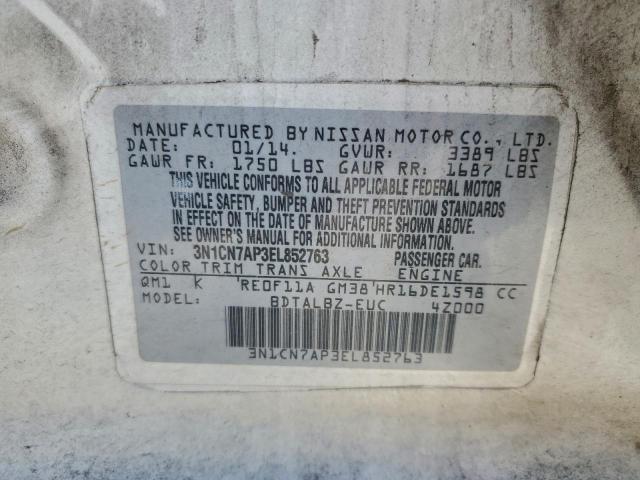 MANUFACTURED BY NISSAN MOTOR CO., LTD.
DATE: 01/14. GVWR: 3389 LBS
GAWR FR: 1750 LBS GAWR RR: 1687 LBS
THIS VEHICLE CONFORMS TO ALL APPLICABLE FEDERAL MOTOR
VEHICLE SAFETY, BUMPER AND THEFT PREVENTION STANDARDS
IN EFFECT ON THE DATE OF MANUFACTURE SHOWN ABOVE.
SEE OWNER'S MANUAL FOR ADDITIONAL INFORMATION
VIN: 3N1CN7AP3EL852763 PASSENGER CAR.
COLOR TRIM TRANS AXLE ENGINE
QM1 K 'RE0F11A GM38'HR16DE1598 CC
MODEL: BDTALBZ-EUC 4Z000
3N1CN7AP3EL852763